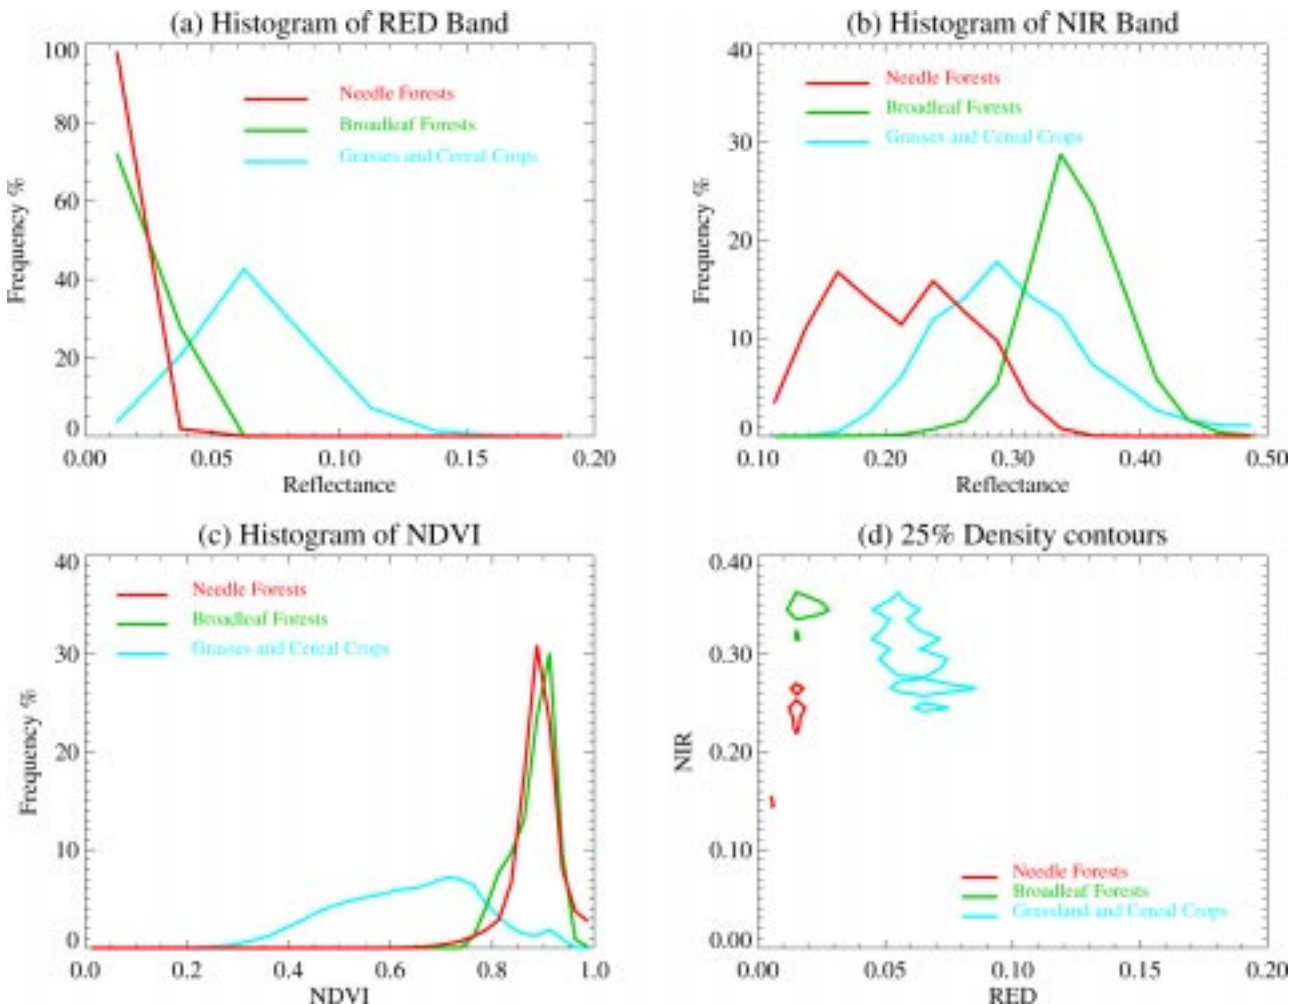 (a) Histogram of RED Band
100
80
60
40
20
0
Frequency %
Needle Forests
Broadleaf Forests
Grasses and Cereal Crops
0.00 0.05 0.10 0.15 0.20
Reflectance
(b) Histogram of NIR Band
40
30
20
10
0
Frequency %
Needle Forests
Broadleaf Forests
Grasses and Cereal Crops
0.10 0.20 0.30 0.40 0.50
Reflectance
(c) Histogram of NDVI
40
30
20
10
0
Frequency %
Needle Forests
Broadleaf Forests
Grasses and Cereal Crops
0.0 0.2 0.4 0.6 0.8 1.0
NDVI
(d) 25% Density contours
0.40
0.30
0.20
0.10
0.00
NIR
Needle Forests
Broadleaf Forests
Grassland and Cereal Crops
0.00 0.05 0.10 0.15 0.20
RED